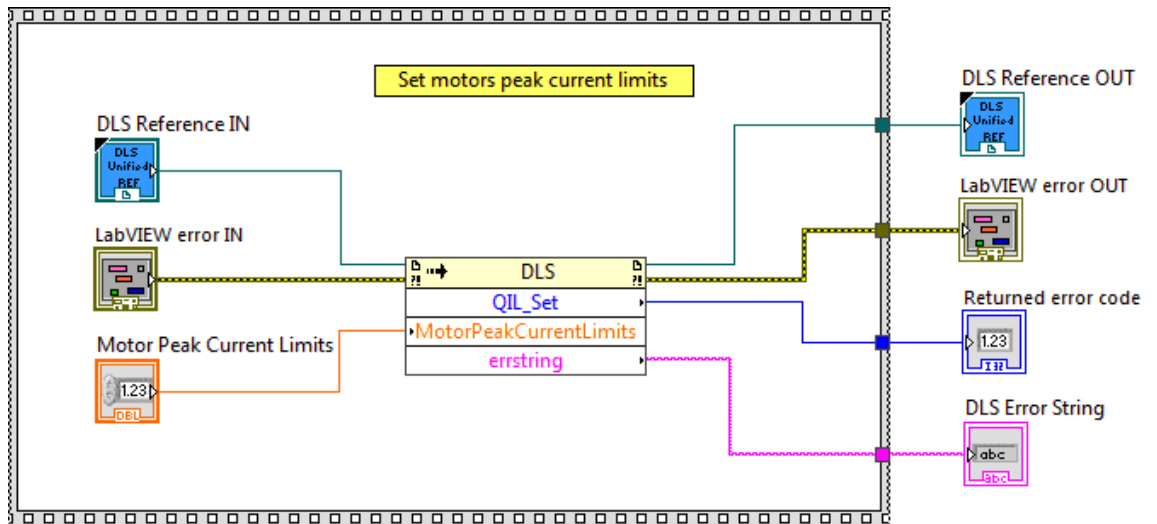 Set motors peak current limits
DLS Reference IN
DLS
Unified
REF
LabVIEW error IN
Motor Peak Current Limits
1.23
DBL
?!
DLS
?!
QIL_Set
MotorPeakCurrentLimits
errstring
DLS Reference OUT
DLS
Unified
REF
LabVIEW error OUT
Returned error code
1.23
I32
DLS Error String
abc
abc